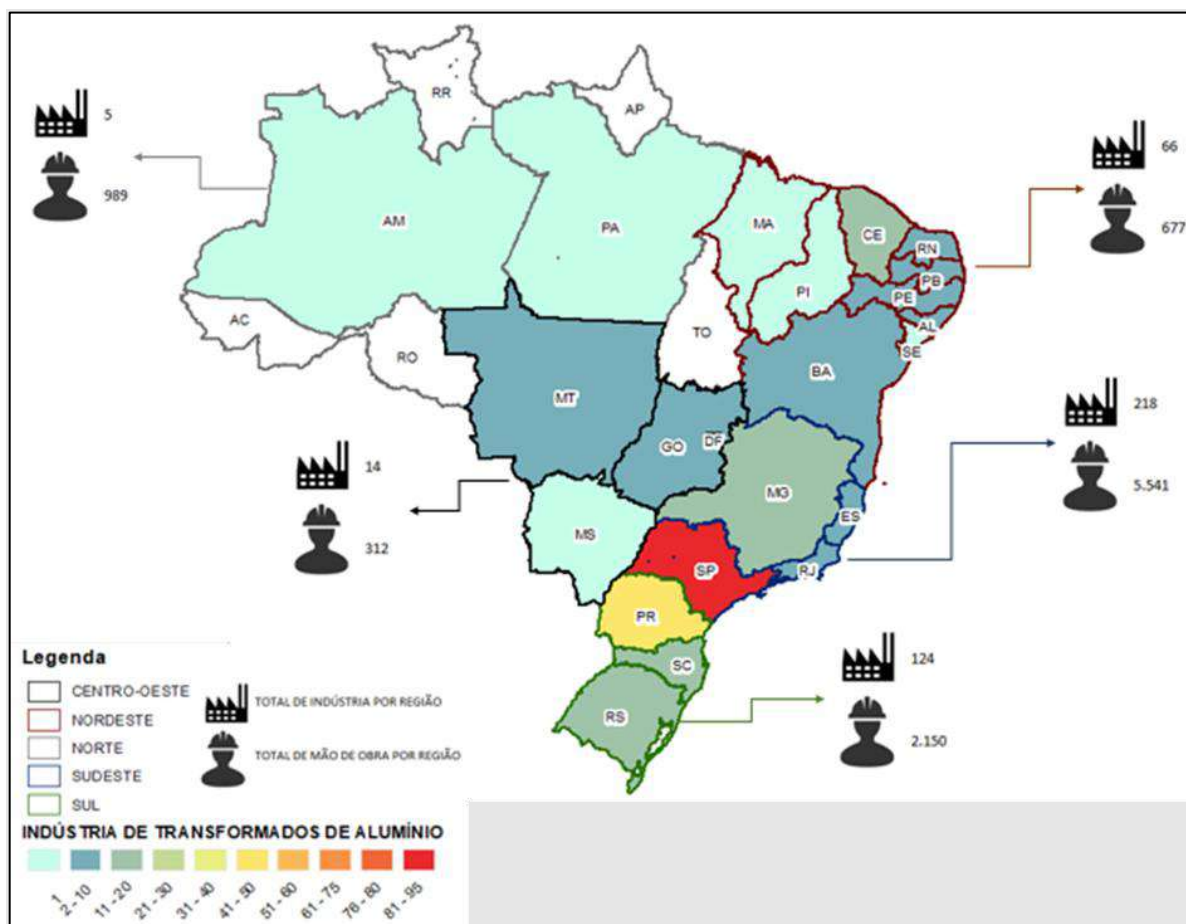 RR
AP
5
989
66
677
AM
PA
MA
CE
RN
PB
PI
PE
AL
SE
AC
RO
TO
BA
MT
GO
DF
218
5.541
14
312
MG
ES
MS
SP
RJ
PR
SC
RS
124
2.150
Legenda
CENTRO-OESTE
NORDESTE
NORTE
SUDESTE
SUL
TOTAL DE INDÚSTRIA POR REGIÃO
TOTAL DE MÃO DE OBRA POR REGIÃO
INDÚSTRIA DE TRANSFORMADOS DE ALUMÍNIO
1
2 - 10
11 - 20
21 - 30
31 - 40
41 - 50
51 - 60
61 - 75
76 - 80
81 - 95